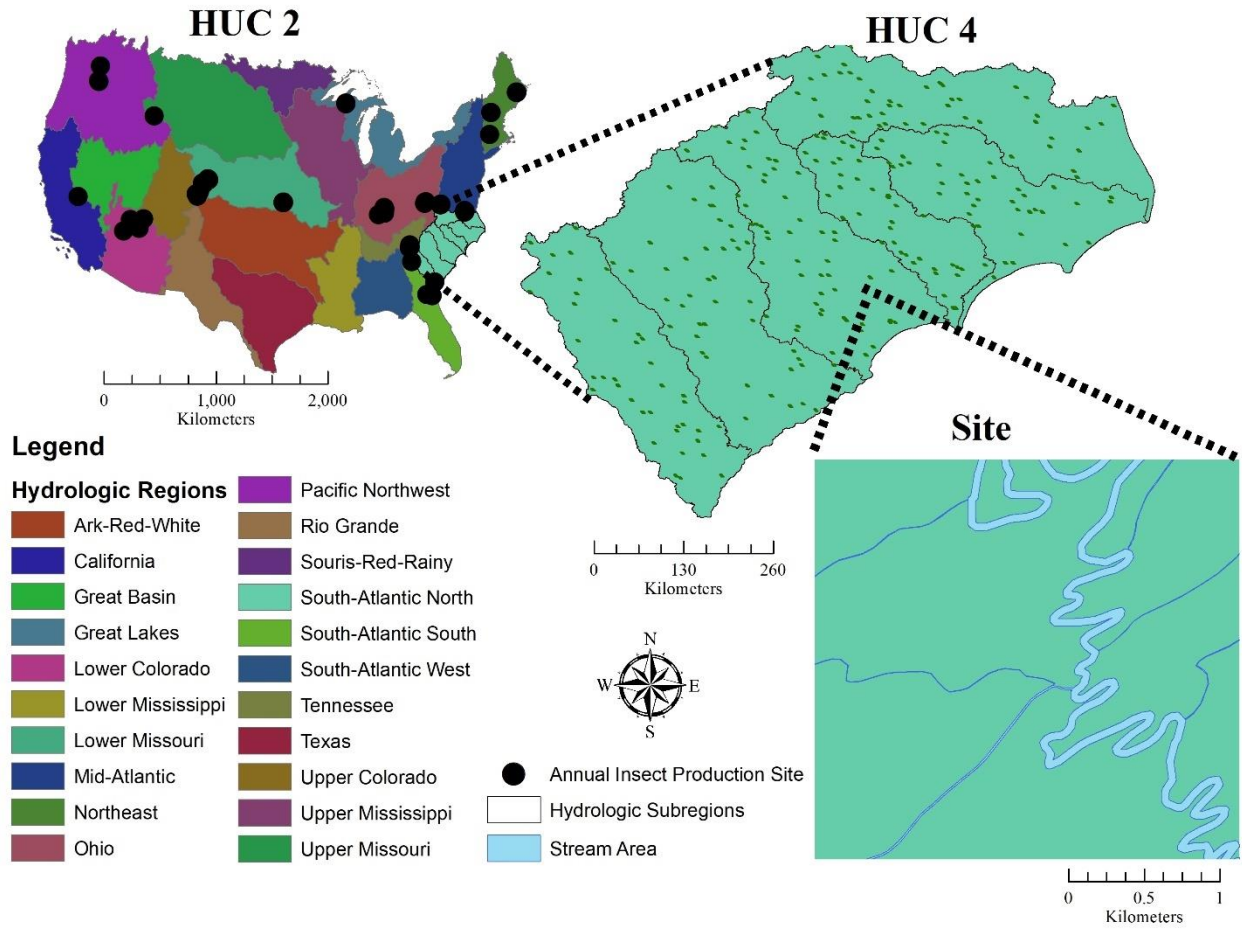 HUC 2
HUC 4
0 1,000 2,000
Kilometers
Legend
Hydrologic Regions
Ark-Red-White
California
Great Basin
Great Lakes
Lower Colorado
Lower Mississippi
Lower Missouri
Mid-Atlantic
Northeast
Ohio
Pacific Northwest
Rio Grande
Souris-Red-Rainy
South-Atlantic North
South-Atlantic South
South-Atlantic West
Tennessee
Texas
Upper Colorado
Upper Mississippi
Upper Missouri
0 130 260
Kilometers
N
W E
S
Annual Insect Production Site
Hydrologic Subregions
Stream Area
Site
0 0.5 1
Kilometers